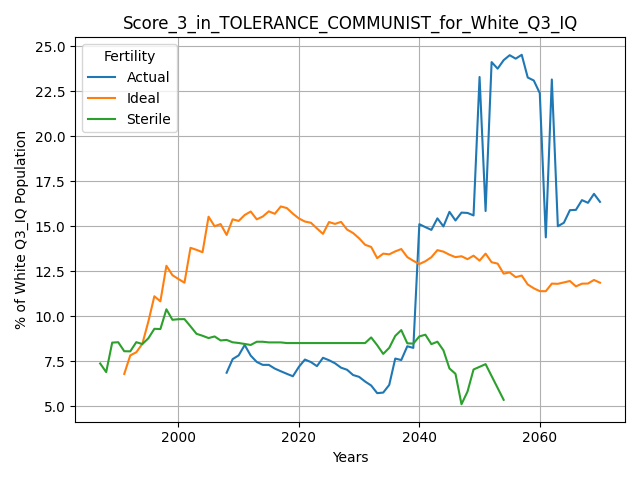 Score_3_in_TOLERANCE_COMMUNIST_for_White_Q3_IQ
Fertility
Actual
Ideal
Sterile
% of White Q3_IQ Population
25.0
22.5
20.0
17.5
15.0
12.5
10.0
7.5
5.0
2000 2020 2040 2060
Years